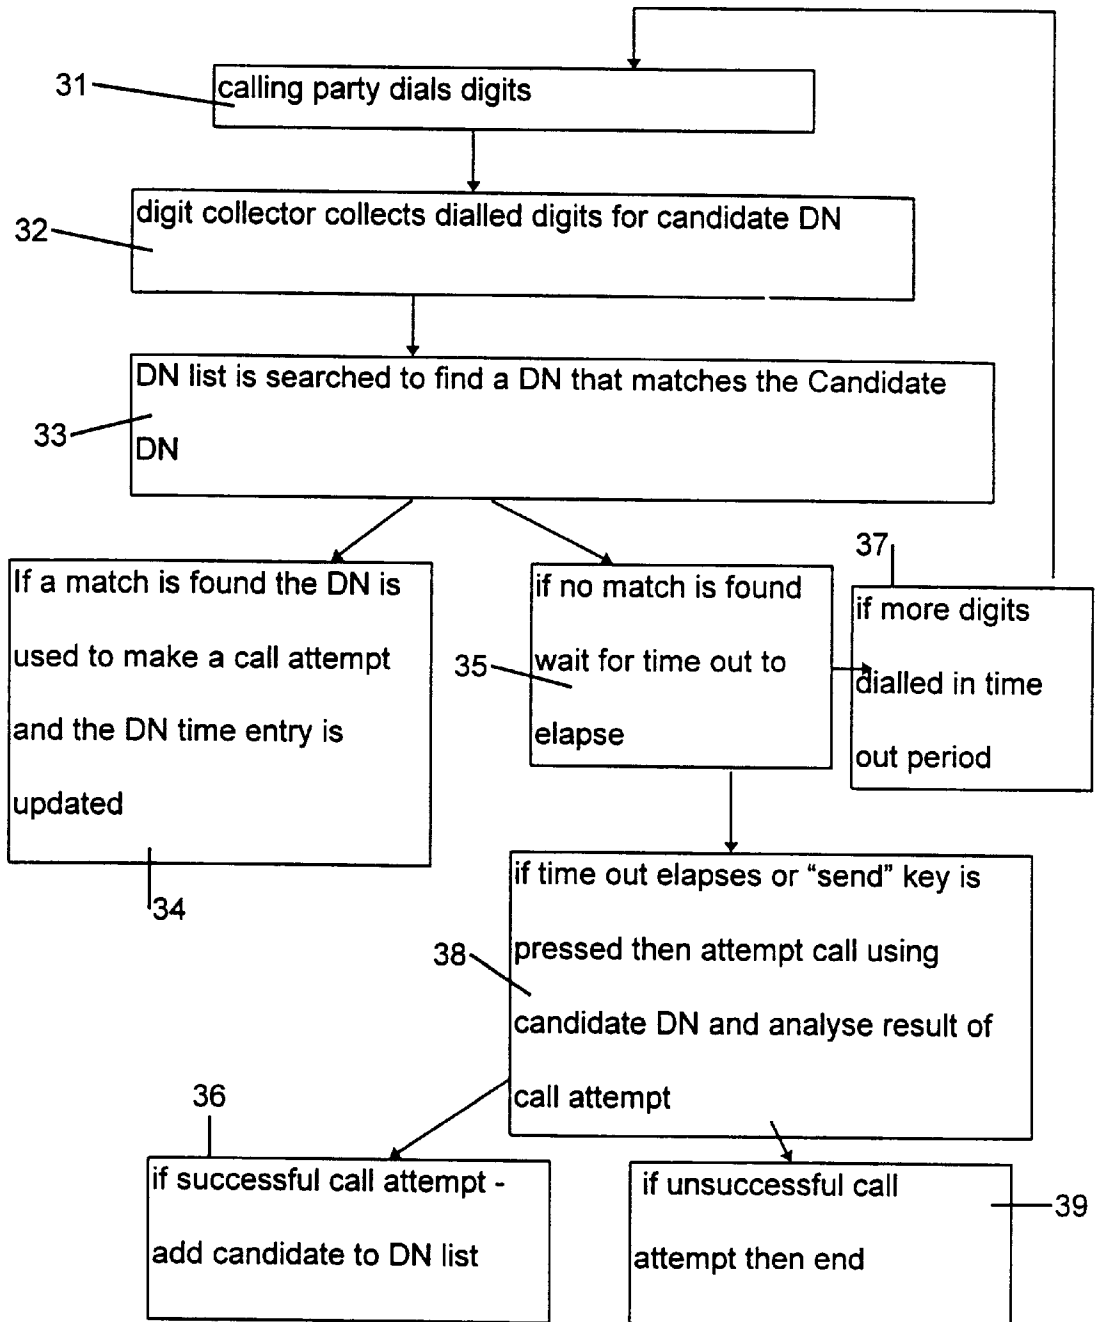 31
calling party dials digits
32
digit collector collects dialled digits for candidate DN
33
DN list is searched to find a DN that matches the Candidate
DN
If a match is found the DN is
used to make a call attempt
and the DN time entry is
updated
34
35
if no match is found
wait for time out to
elapse
37
if more digits
dialled in time
out period
38
if time out elapses or “send” key is
pressed then attempt call using
candidate DN and analyse result of
call attempt
36
if successful call attempt -
add candidate to DN list
if unsuccessful call
attempt then end
39